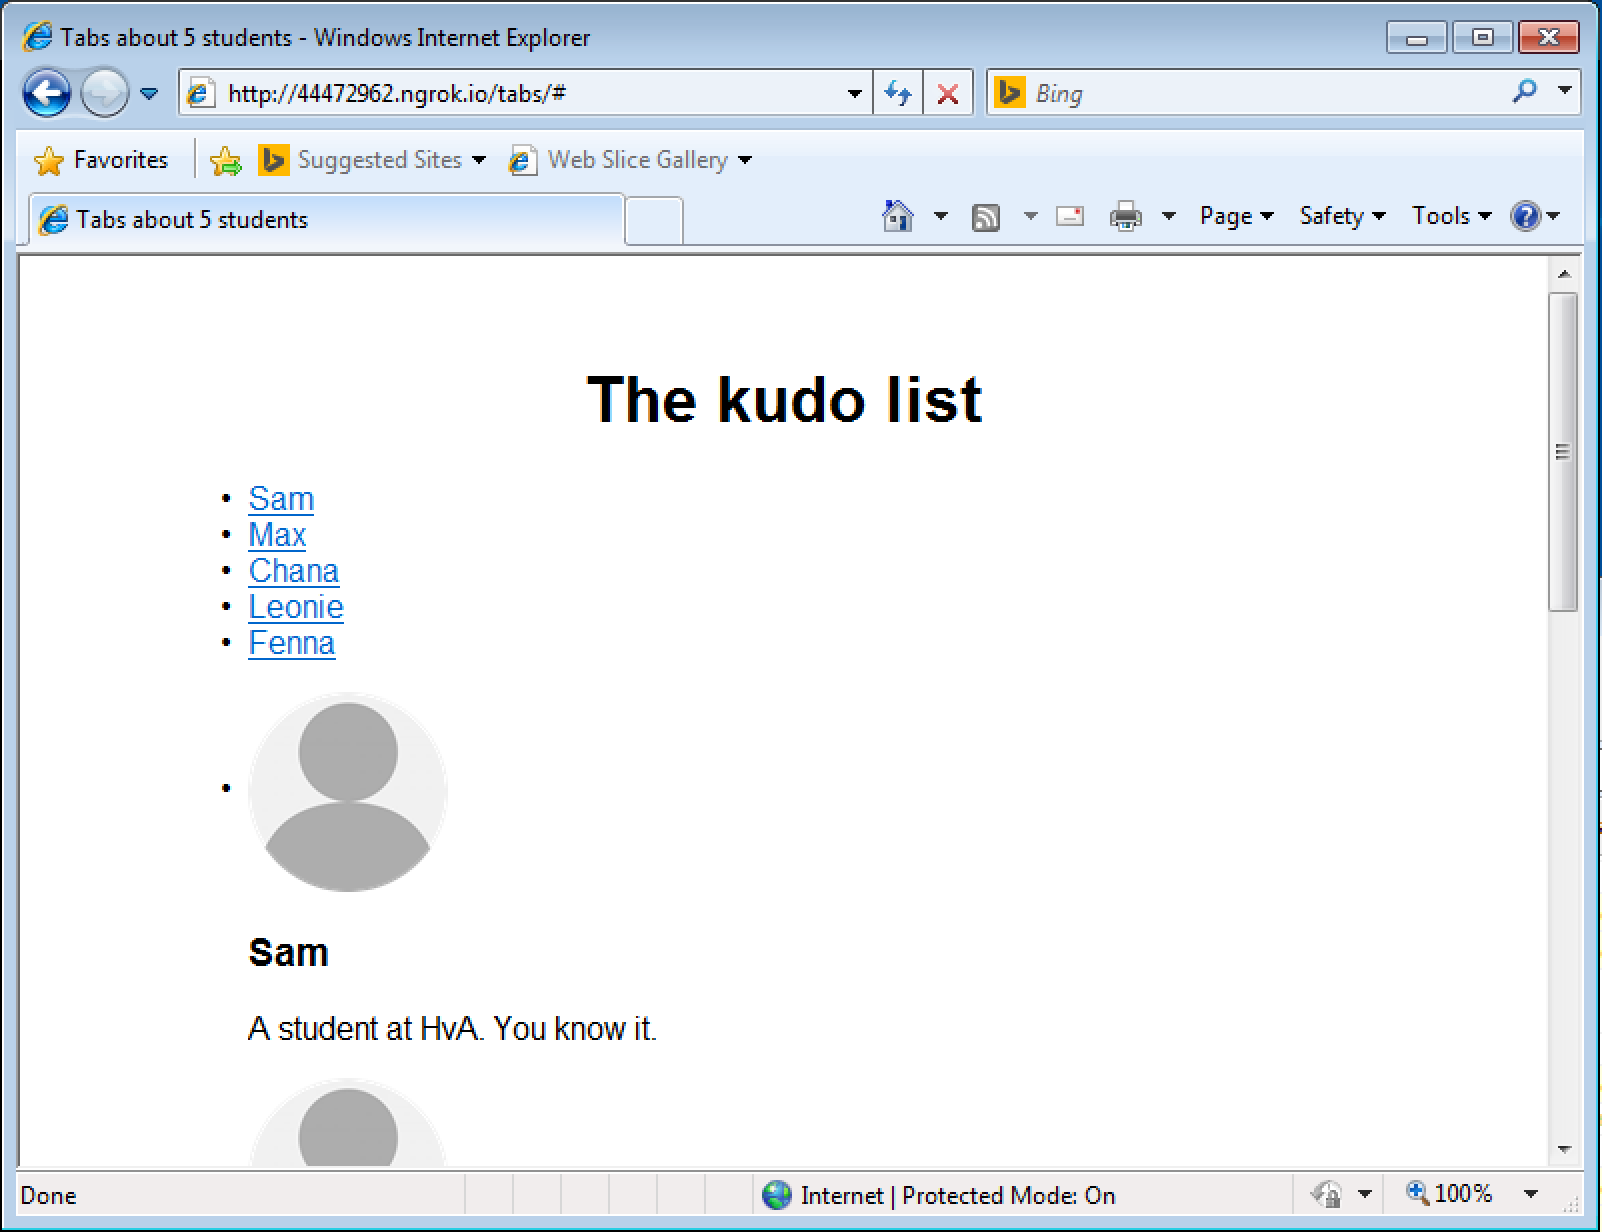 Tabs about 5 students - Windows Internet Explorer
http://44472962.ngrok.io/tabs/#
Bing
Favorites
Suggested Sites
Web Slice Gallery
Tabs about 5 students
Page
Safety
Tools
The kudo list
• Sam
• Max
• Chana
• Leonie
• Fenna
•
Sam
A student at HvA. You know it.
Done
Internet | Protected Mode: On
100%